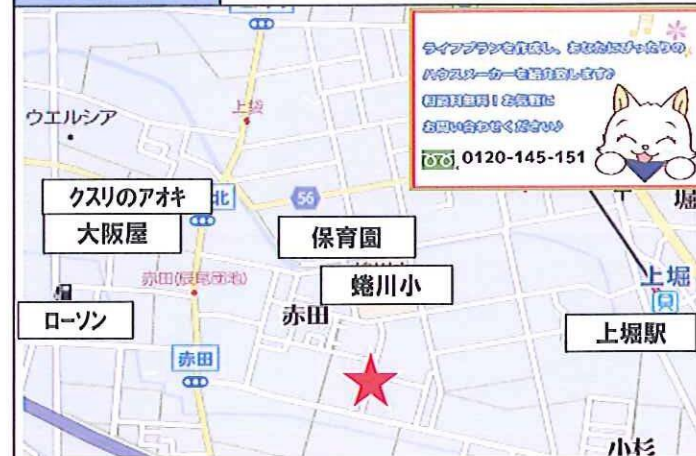 ライフプランを作成し、あなたにぴったりの
ハウスメーカーを紹介致します♪
相談料無料！お気軽に
お問い合わせください♪
0120-145-151
上袋
ウエルシア
クスリのアオキ
北
56
大阪屋
保育園
堀
赤田(辰尾団地)
蜷川小
上堀
ローソン
赤田
上堀駅
赤田
小杉